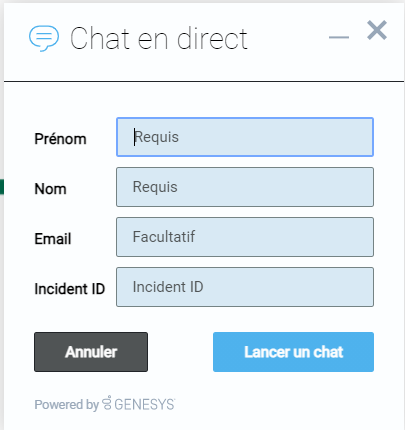 Chat en direct
Prénom Requis
Nom Requis
Email Facultatif
Incident ID Incident ID
Annuler Lancer un chat
Powered by GENESYS